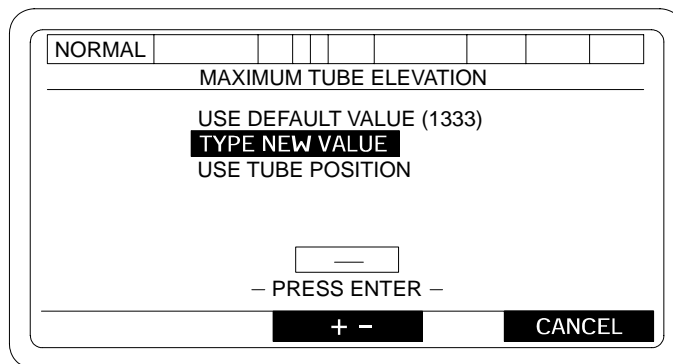 NORMAL
MAXIMUM TUBE ELEVATION
USE DEFAULT VALUE (1333)
TYPE NEW VALUE
USE TUBE POSITION
—
– PRESS ENTER –
+ – CANCEL